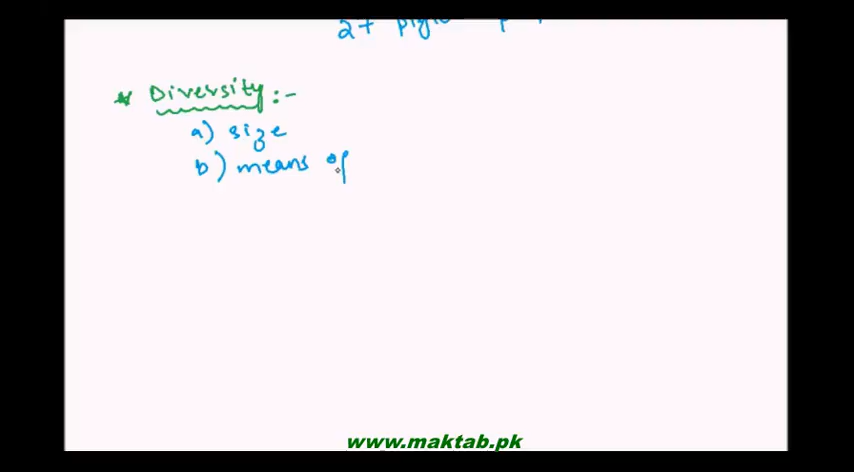 2+
* Diversity :-
a) size
b) means of
www.maktab.pk